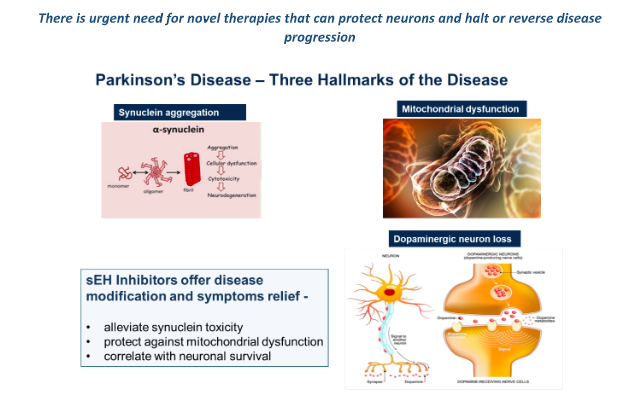 There is urgent need for novel therapies that can protect neurons and halt or reverse disease
progression
Parkinson's Disease – Three Hallmarks of the Disease
Synuclein aggregation
α-synuclein
Aggregation
Cellular dysfunction
Cytotoxicity
Neurodegeneration
monomer
oligomer
fibril
Mitochondrial dysfunction
Dopaminergic neuron loss
NEURON
Signal to
another
neuron
Synapse
Dopamine
DOPAMINERGIC NEURONS
(dopamine-producing nerve cells)
Synaptic vesicle
Dopamine
Dopamine
metabolites
Signal
DOPAMINE-RECEIVING NERVE CELLS
sEH Inhibitors offer disease
modification and symptoms relief -
• alleviate synuclein toxicity
• protect against mitochondrial dysfunction
• correlate with neuronal survival